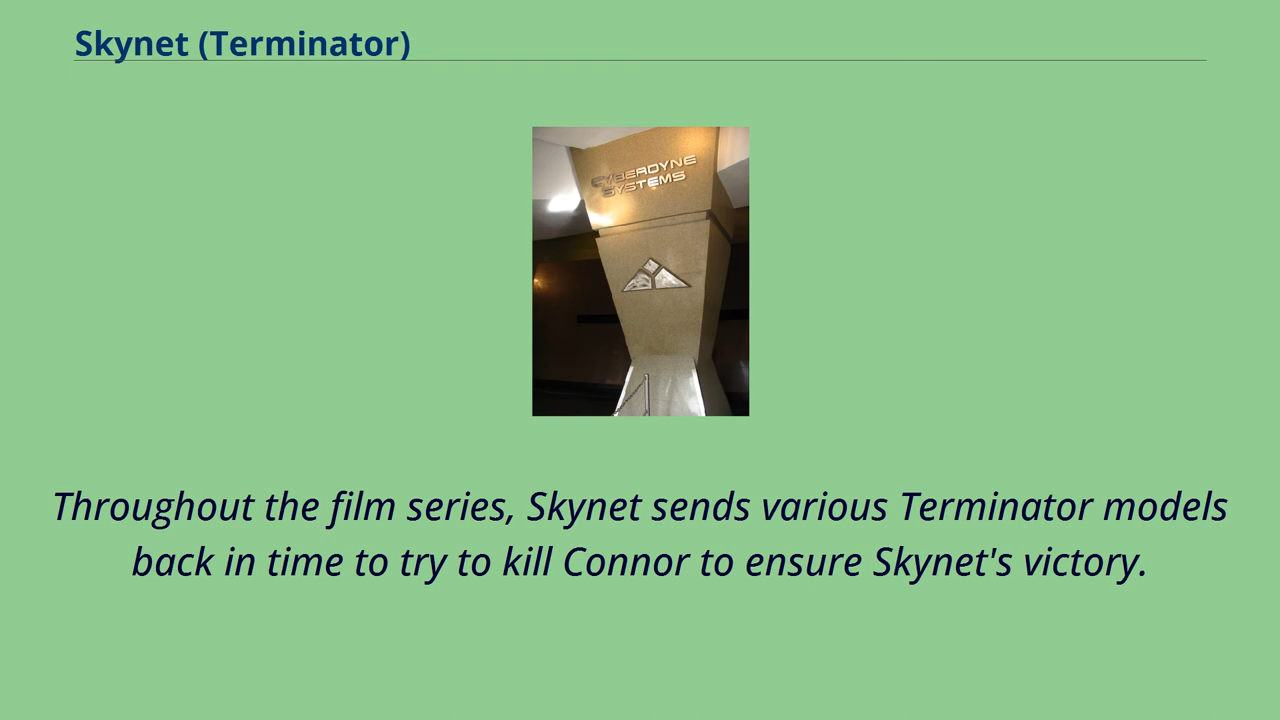 Skynet (Terminator)
CYBERDYNE
SYSTEMS
Throughout the film series, Skynet sends various Terminator models
back in time to try to kill Connor to ensure Skynet's victory.